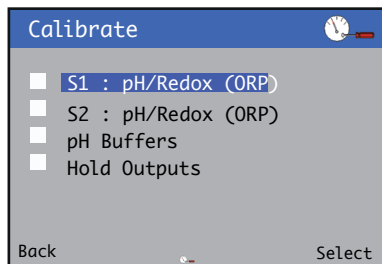 Calibrate
S1 : pH/Redox (ORP)
S2 : pH/Redox (ORP)
pH Buffers
Hold Outputs
Back Select